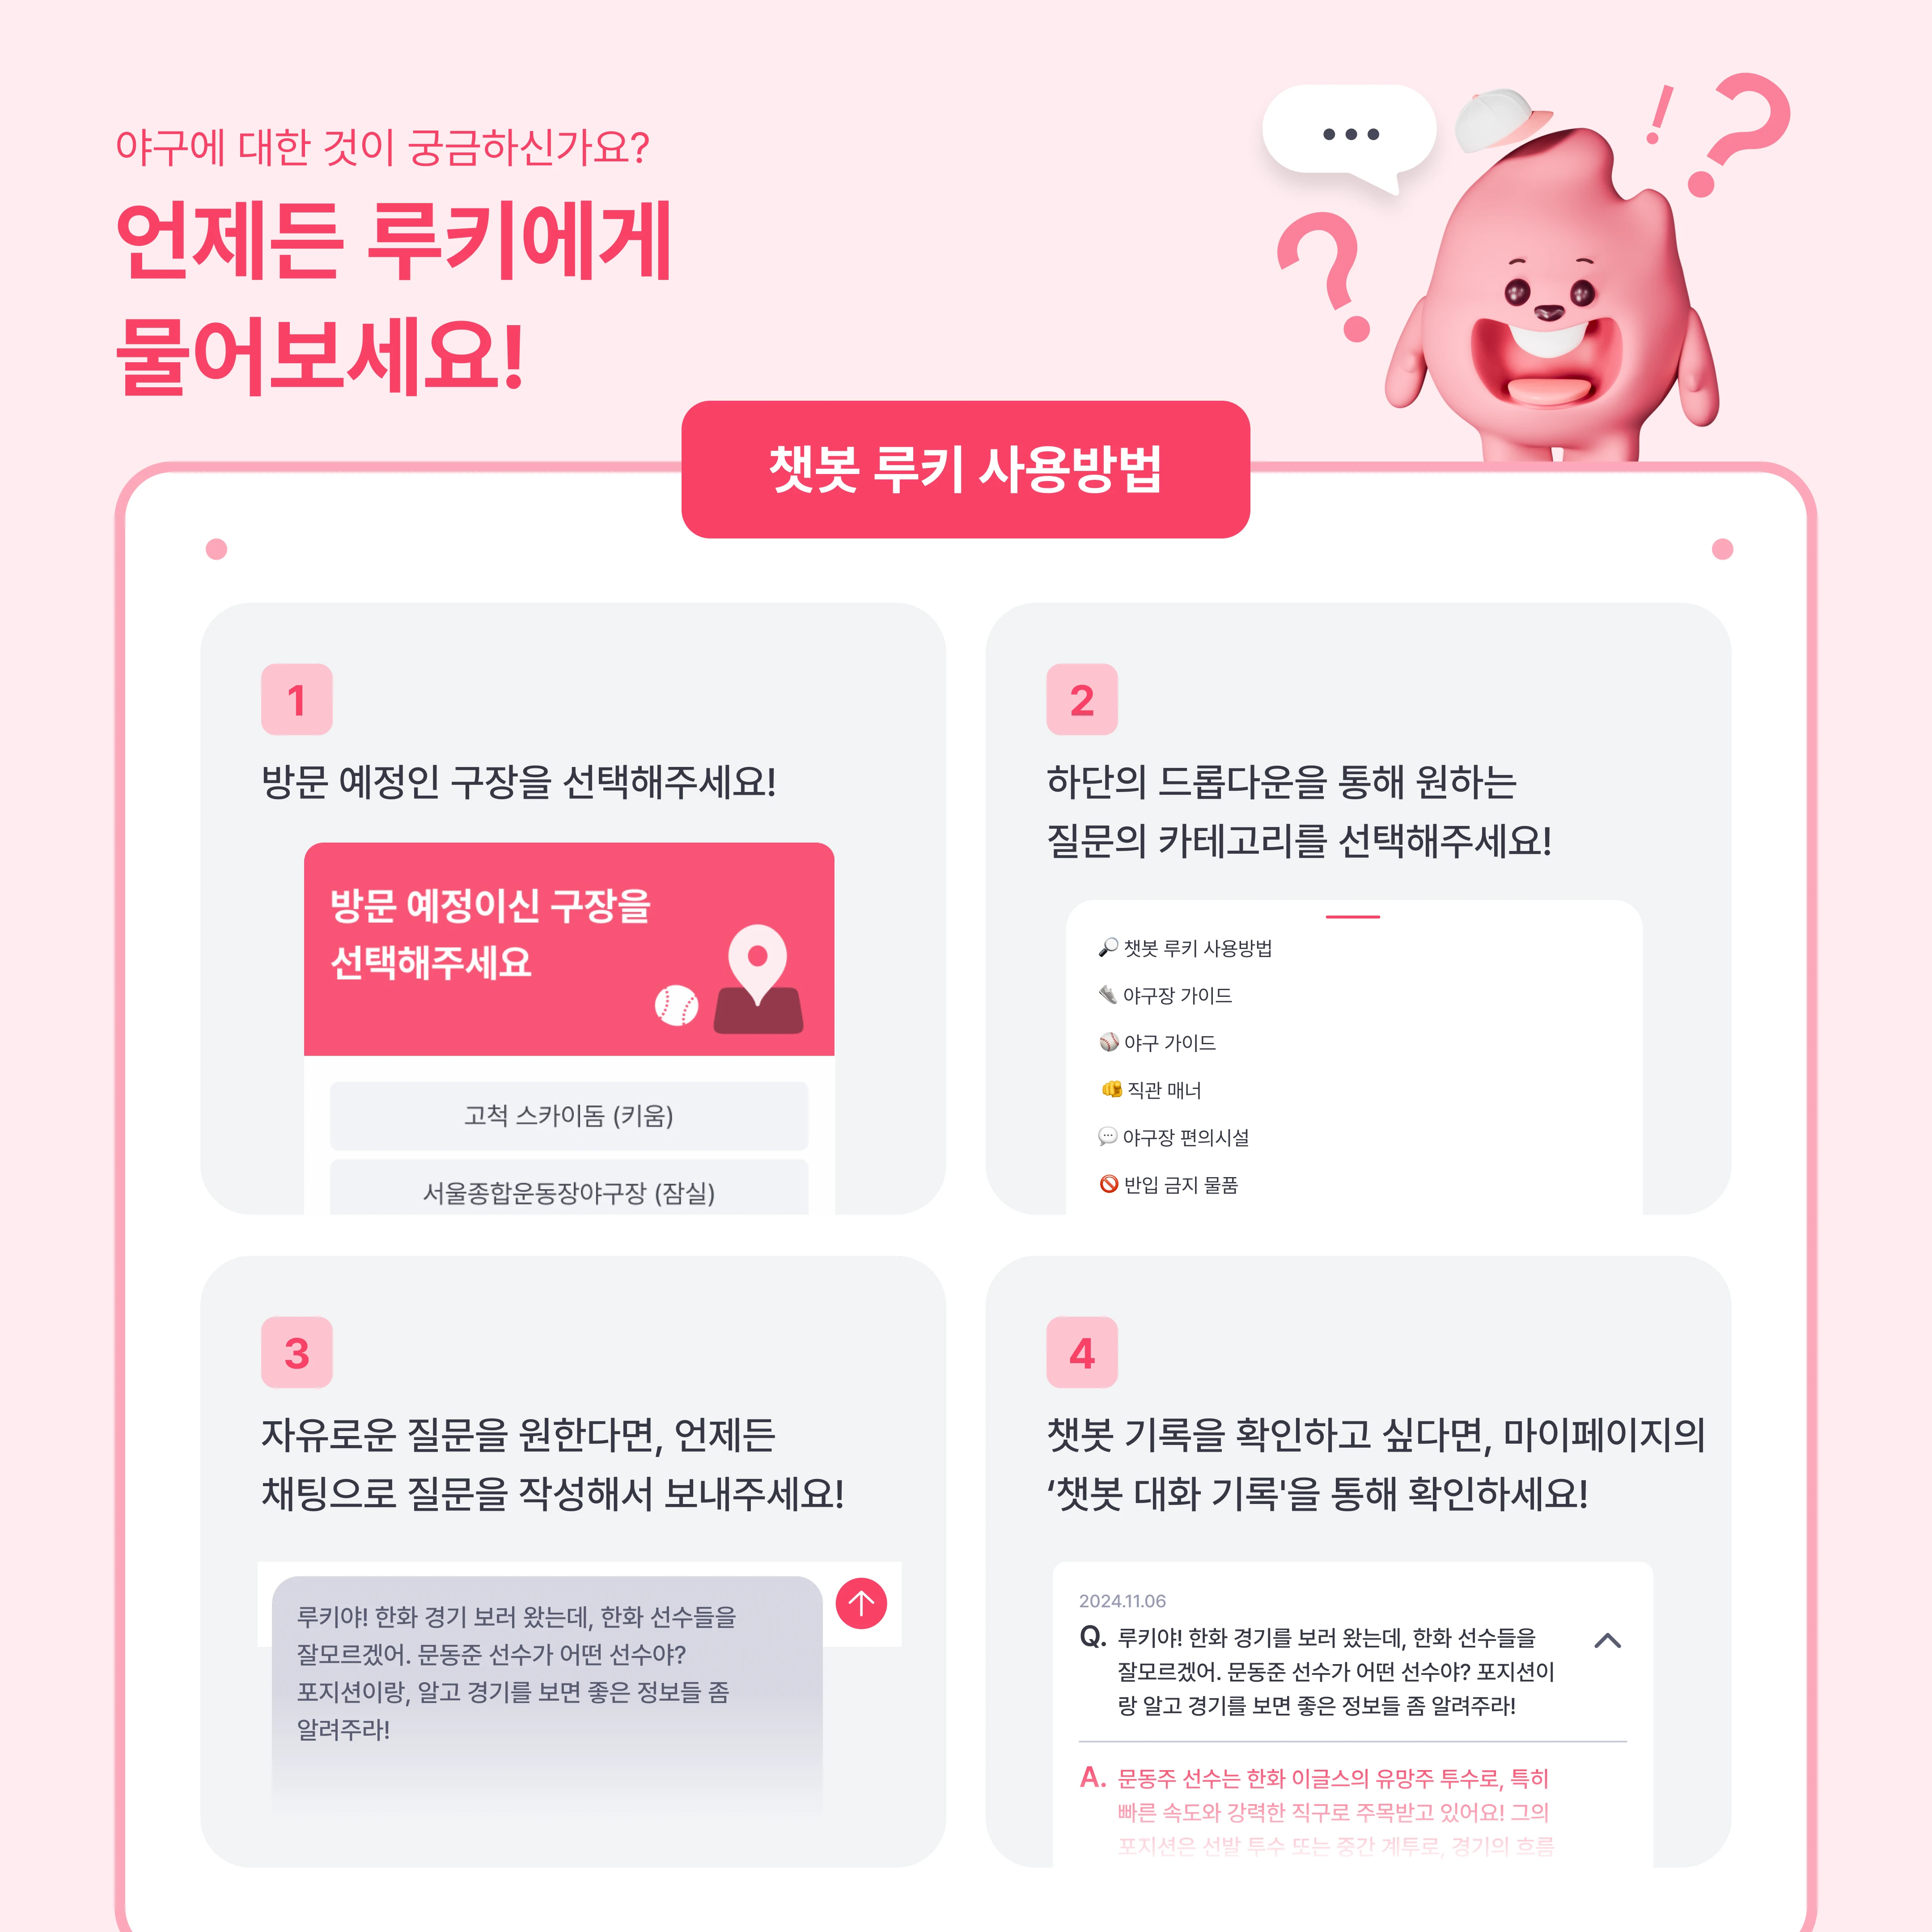 야구에 대한 것이 궁금하신가요?
언제든 루키에게
물어보세요!
!
?
?
챗봇 루키 사용방법
1
방문 예정인 구장을 선택해주세요!
방문 예정이신 구장을
선택해주세요
고척 스카이돔 (키움)
서울종합운동장야구장 (잠실)
2
하단의 드롭다운을 통해 원하는
질문의 카테고리를 선택해주세요!
챗봇 루키 사용방법
야구장 가이드
야구 가이드
직관 매너
야구장 편의시설
반입 금지 물품
3
자유로운 질문을 원한다면, 언제든
채팅으로 질문을 작성해서 보내주세요!
루키야! 한화 경기 보러 왔는데, 한화 선수들을
잘모르겠어. 문동준 선수가 어떤 선수야?
포지션이랑, 알고 경기를 보면 좋은 정보들 좀
알려주라!
4
챗봇 기록을 확인하고 싶다면, 마이페이지의
‘챗봇 대화 기록'을 통해 확인하세요!
2024.11.06
Q. 루키야! 한화 경기를 보러 왔는데, 한화 선수들을
잘모르겠어. 문동준 선수가 어떤 선수야? 포지션이
랑 알고 경기를 보면 좋은 정보들 좀 알려주라!
A. 문동주 선수는 한화 이글스의 유망주 투수로, 특히
빠른 속도와 강력한 직구로 주목받고 있어요! 그의
포지션은 선발 투수 또는 중간 계투로, 경기의 흐름